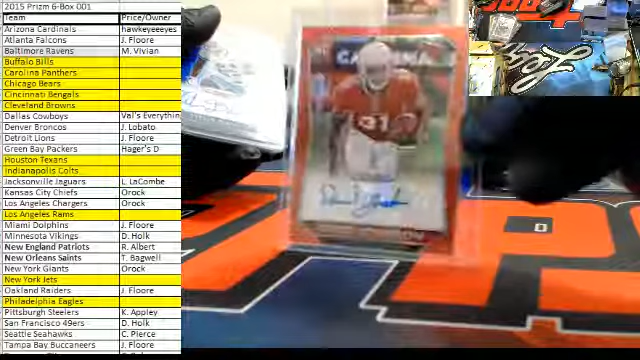 2015 Prizm 6-Box 001
Team Price/Owner
Arizona Cardinals hawkeeeyes
Atlanta Falcons J. Floore
Baltimore Ravens M. Vivian
Buffalo Bills
Carolina Panthers
Chicago Bears
Cincinnati Bengals
Cleveland Browns
Dallas Cowboys Val's Everythin
Denver Broncos J. Lobato
Detroit Lions J. Floore
Green Bay Packers Hager's D
Houston Texans
Indianapolis Colts
Jacksonville Jaguars L. LaCombe
Kansas City Chiefs Orock
Los Angeles Chargers Orock
Los Angeles Rams
Miami Dolphins J. Floore
Minnesota Vikings D. Holk
New England Patriots R. Albert
New Orleans Saints T. Bagwell
New York Giants Orock
New York Jets
Oakland Raiders J. Floore
Philadelphia Eagles
Pittsburgh Steelers K. Appley
San Francisco 49ers D. Holk
Seattle Seahawks C. Pierce
Tampa Bay Buccaneers J. Floore
31
D